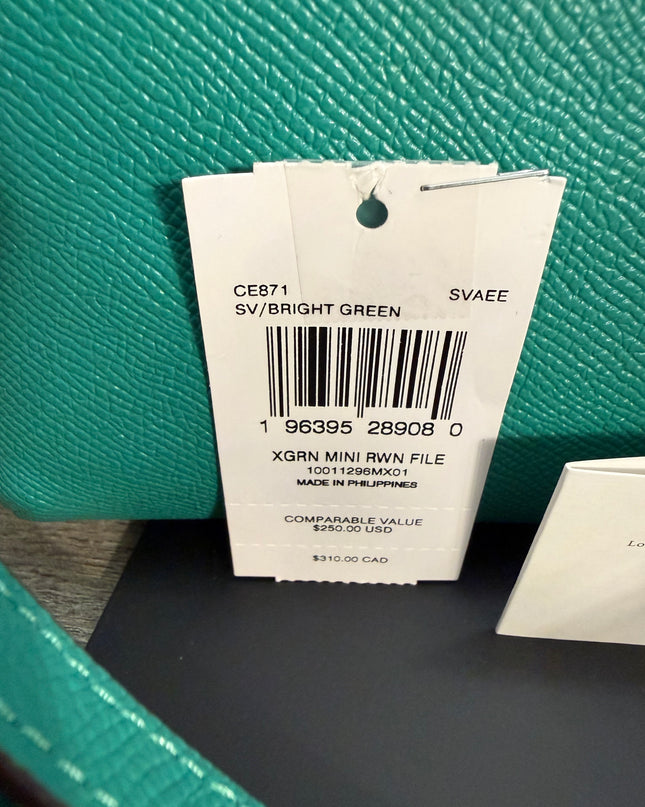 CE871 SVAEE
SV/BRIGHT GREEN
1 96395 28908 0
XGRN MINI RWN FILE
10011296MX01
MADE IN PHILIPPINES
COMPARABLE VALUE
$250.00 USD
$310.00 CAD